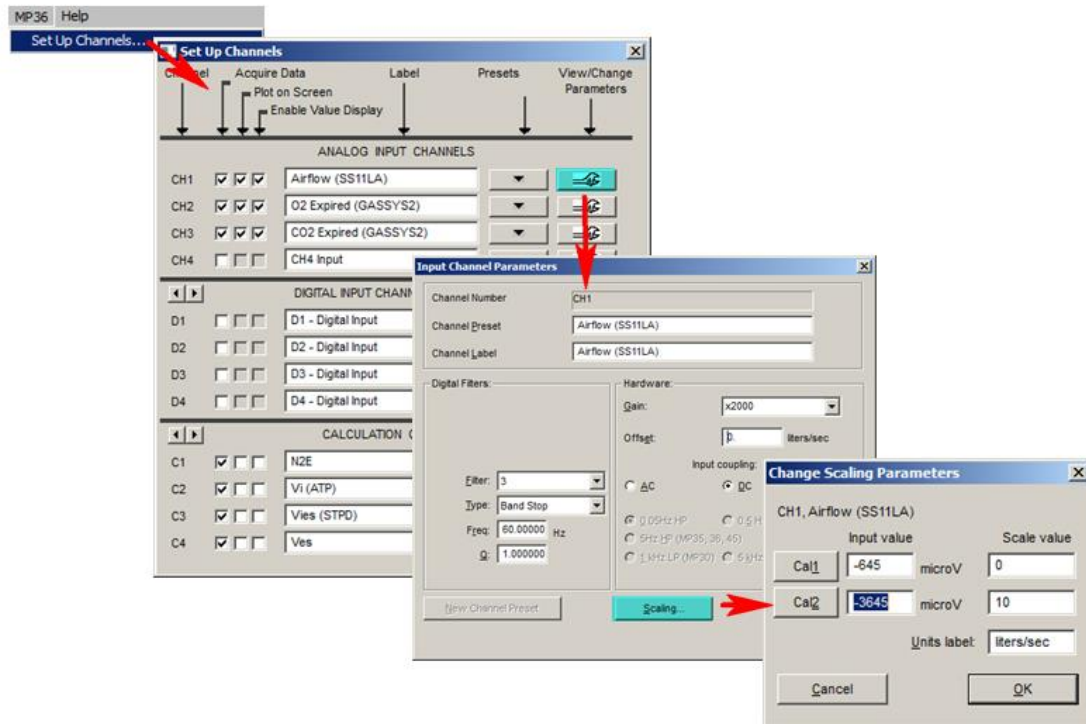 MP36 Help
Set Up Channels...
Set Up Channels
Channel Acquire Data Label Presets View/Change
Plot on Screen Parameters
Enable Value Display
ANALOG INPUT CHANNELS
CH1 Airflow (SS11LA)
CH2 O2 Expired (GASSYS2)
CH3 CO2 Expired (GASSYS2)
CH4 CH4 Input
DIGITAL INPUT CHANN
D1 D1 - Digital Input
D2 D2 - Digital Input
D3 D3 - Digital Input
D4 D4 - Digital Input
CALCULATION
C1 N2E
C2 Vi (ATP)
C3 Vies (STPD)
C4 Ves
Input Channel Parameters
Channel Number CH1
Channel Preset Airflow (SS11LA)
Channel Label Airflow (SS11LA)
Digital Filters:
Filter: 3
Type: Band Stop
Freq: 60.00000 Hz
Q: 1.000000
New Channel Preset
Hardware:
Gain: x2000
Offset: 0. liters/sec
Input coupling:
AC DC
0.05Hz HP 0.5 H
5Hz HP (MP35, 36, 45)
1 kHz LP (MP30) 5 kHz
Scaling...
Change Scaling Parameters
CH1, Airflow (SS11LA)
Input value Scale value
Cal1 -645 microV 0
Cal2 -3645 microV 10
Units label: liters/sec
Cancel OK